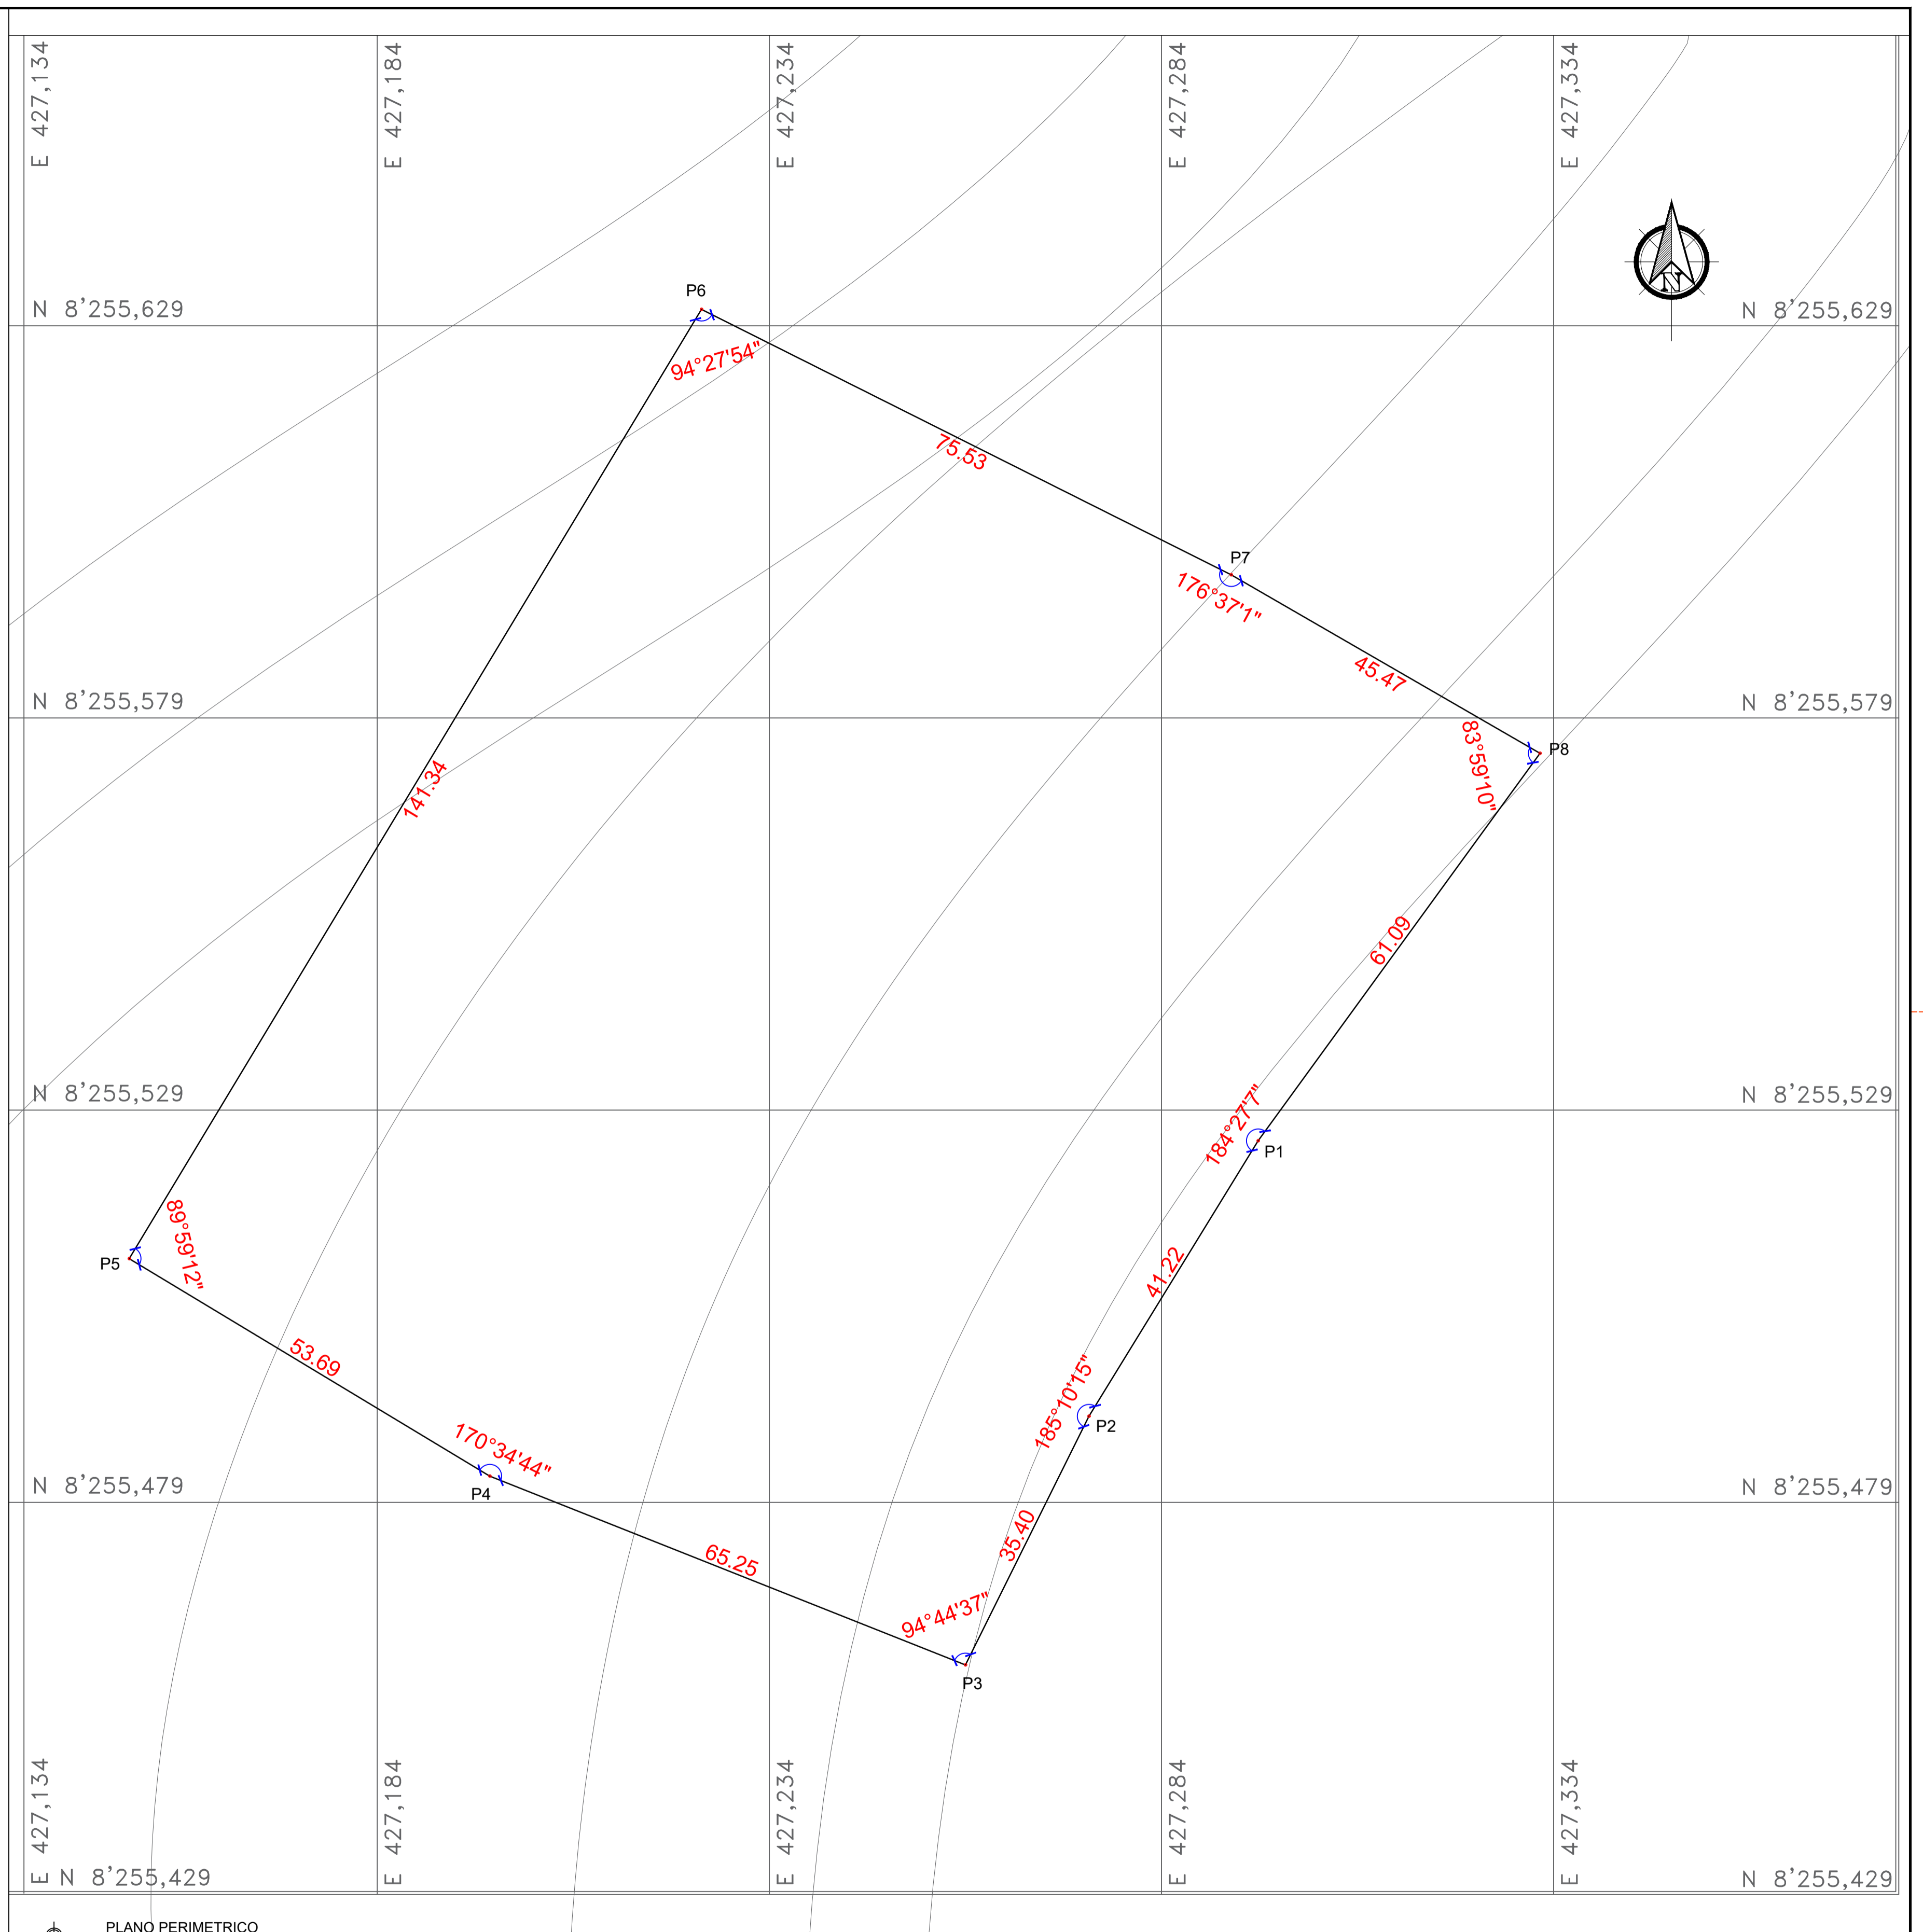 E 427,134
E 427,184
E 427,234
E 427,284
E 427,334
N
P6
N 8'255,629
N 8'255,629
94°27'54"
75.53
P7
176°37'1"
45.47
N 8'255,579
N 8'255,579
P8
83°59'10"
141.34
61.09
N 8'255,529
N 8'255,529
184°27'7"
P1
89°59'12"
P5
41.22
53.69
185°10'15"
P2
170°34'44"
P4
N 8'255,479
N 8'255,479
35.40
65.25
94°44'37"
P3
E 427,134
E 427,184
E 427,234
E 427,284
E 427,334
N 8'255,429
N 8'255,429
PLANO PERIMETRICO